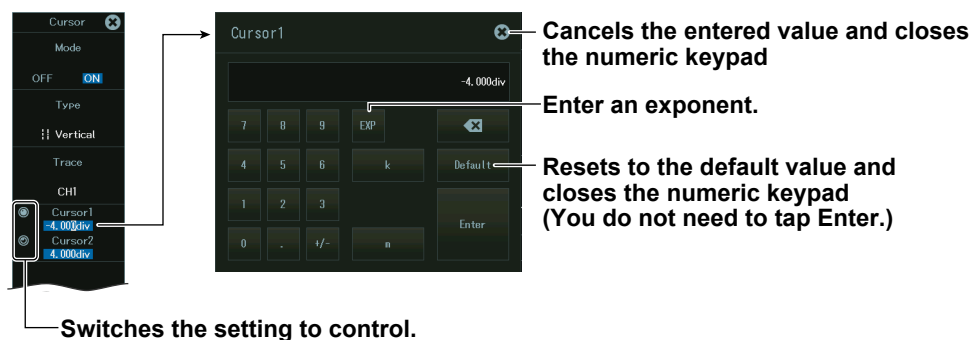 Cursor
Mode
OFF ON
Type
Vertical
Trace
CH1
Cursor1
-4.000div
Cursor2
4.000div
Switches the setting to control.
Cursor1
-4.000div
7 8 9 EXP
4 5 6 k Default
1 2 3
Enter
0 . +/- m
Cancels the entered value and closes
the numeric keypad
Enter an exponent.
Resets to the default value and
closes the numeric keypad
(You do not need to tap Enter.)